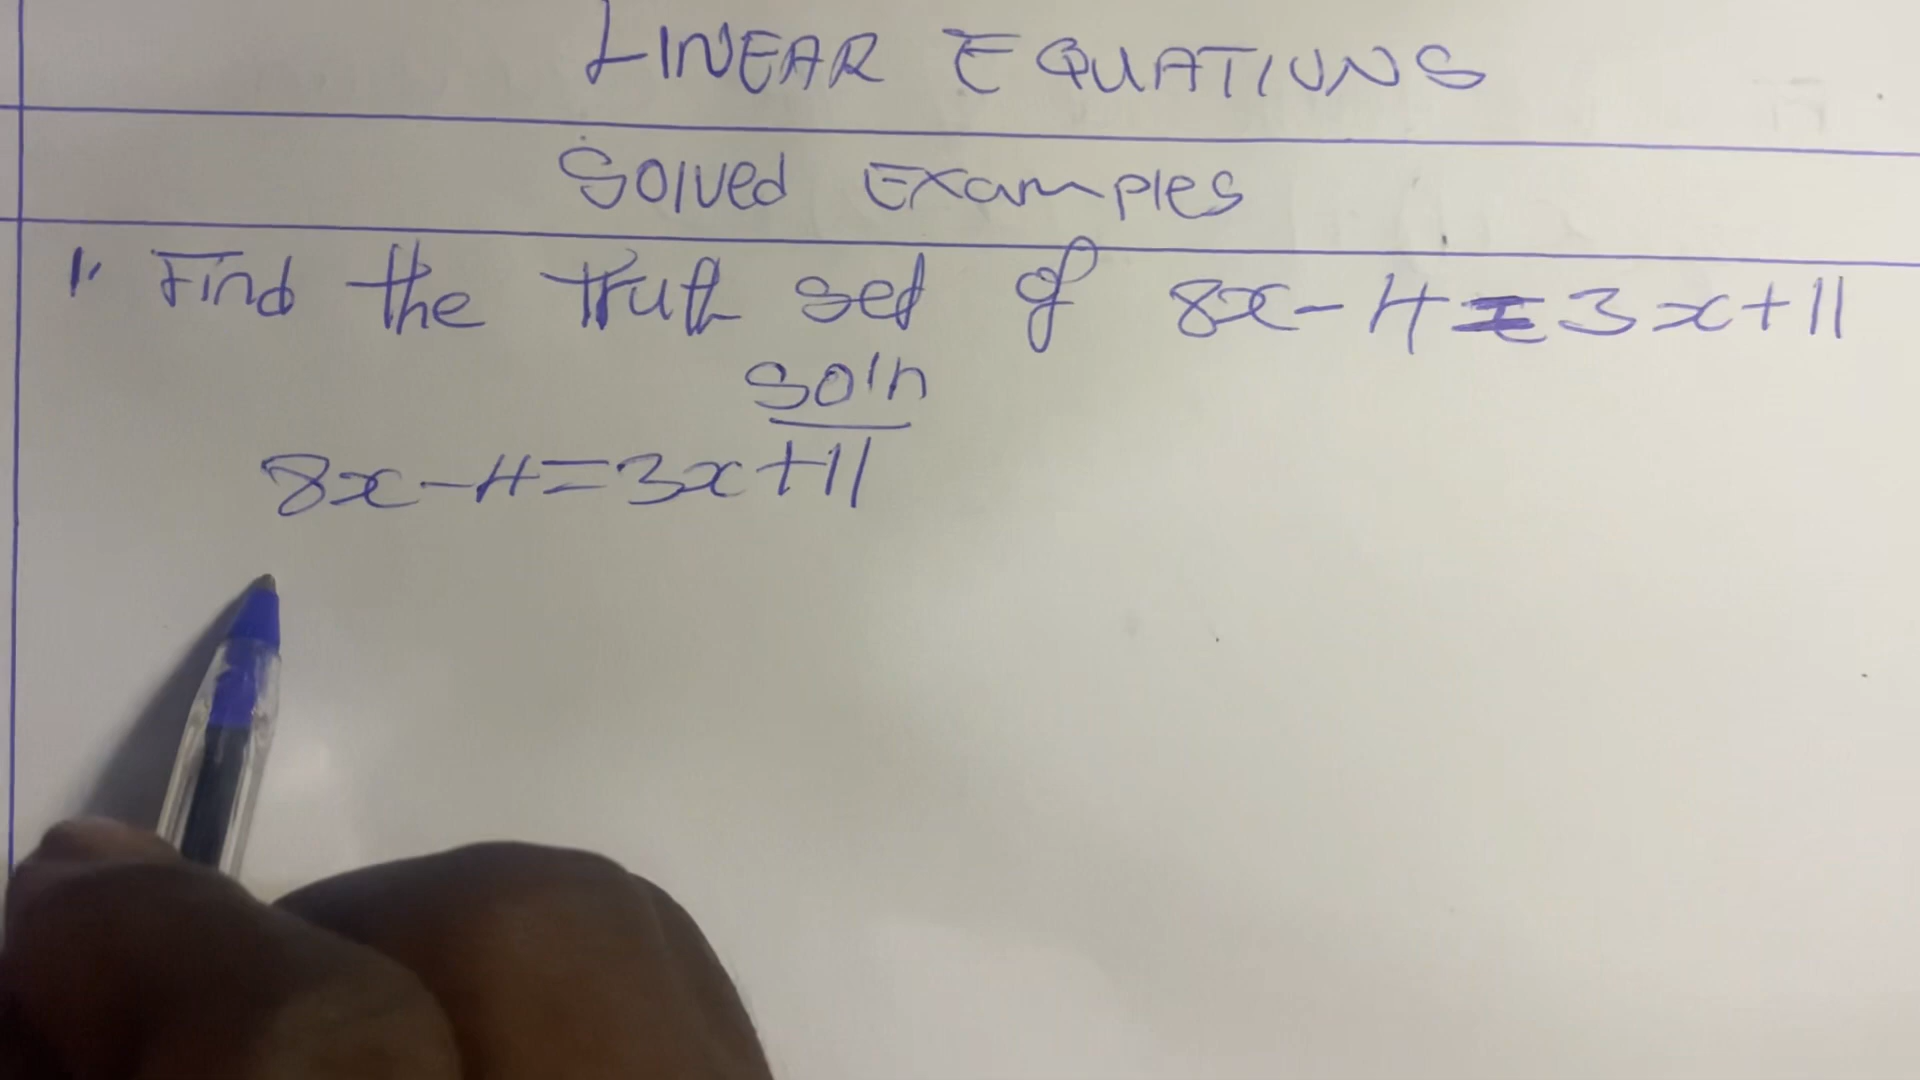 LINEAR EQUATIONS
Solved Examples
1. Find the truth set of 8x-4=3x+11
soln
8x-4=3x+11